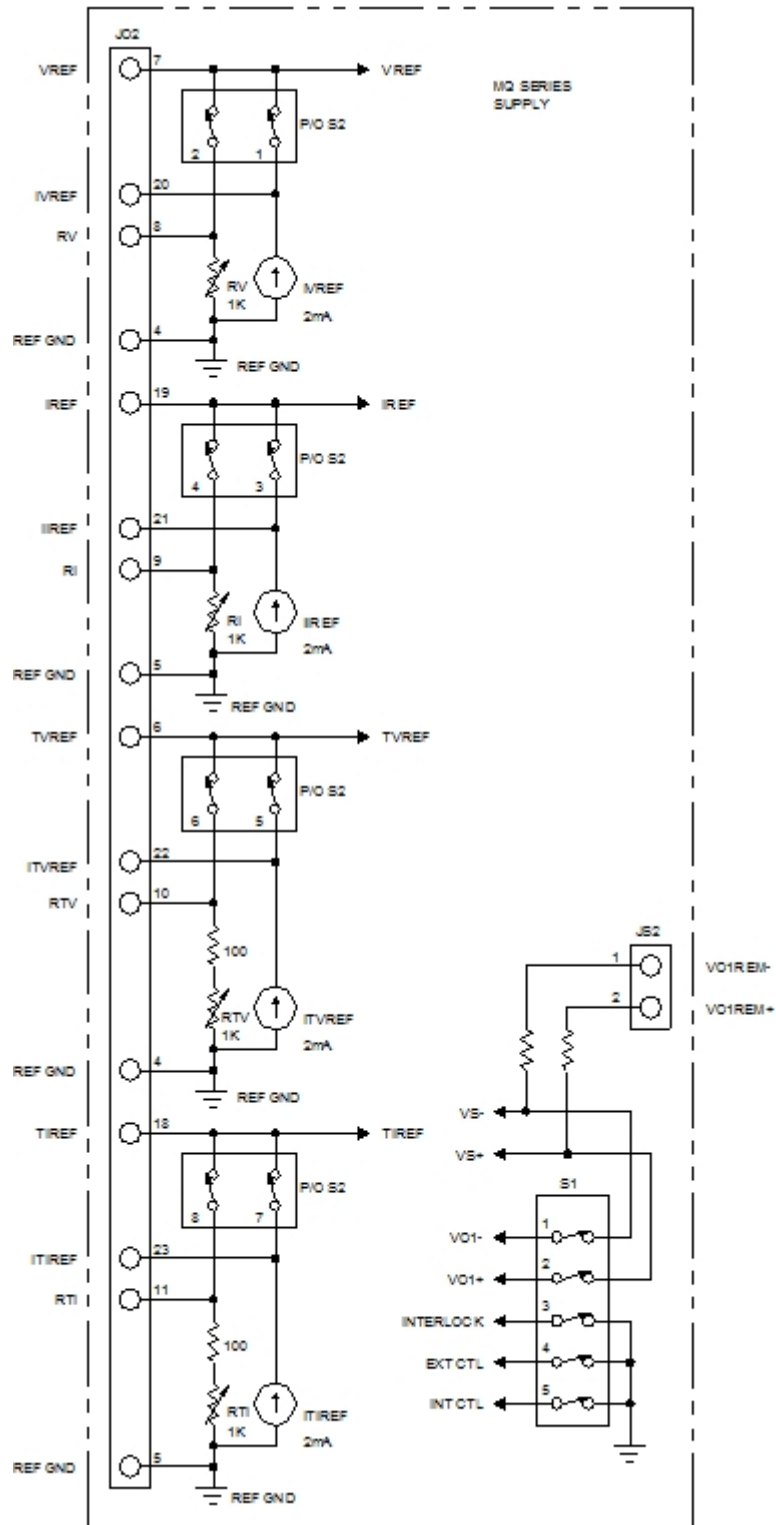 JD2
VREF
7
VREF
MQ SERIES
SUPPLY
P/O S2
2
1
IVREF
20
RV
8
RV
1K
IVREF
2mA
REF GND
4
REF GND
IREF
19
IREF
P/O S2
4
3
IIREF
21
RI
9
RI
1K
IIREF
2mA
REF GND
5
REF GND
TVREF
6
TVREF
P/O S2
6
5
ITVREF
22
RTV
10
100
RTV
1K
ITVREF
2mA
REF GND
4
REF GND
TIREF
18
TIREF
P/O S2
8
7
ITIREF
23
RTI
11
100
RTI
1K
ITIREF
2mA
REF GND
5
REF GND
1
VO1REM-
2
VO1REM+
VS-
VS+
S1
VO1-
1
VO1+
2
INTERLOCK
3
EXT CTL
4
INT CTL
5